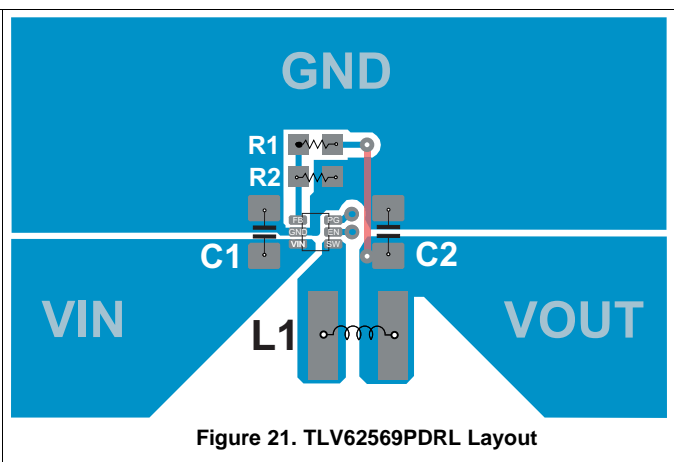 GND
R1
R2
FB PG
GND EN
VIN SW
C1 C2
VIN L1 VOUT
Figure 21. TLV62569PDRL Layout